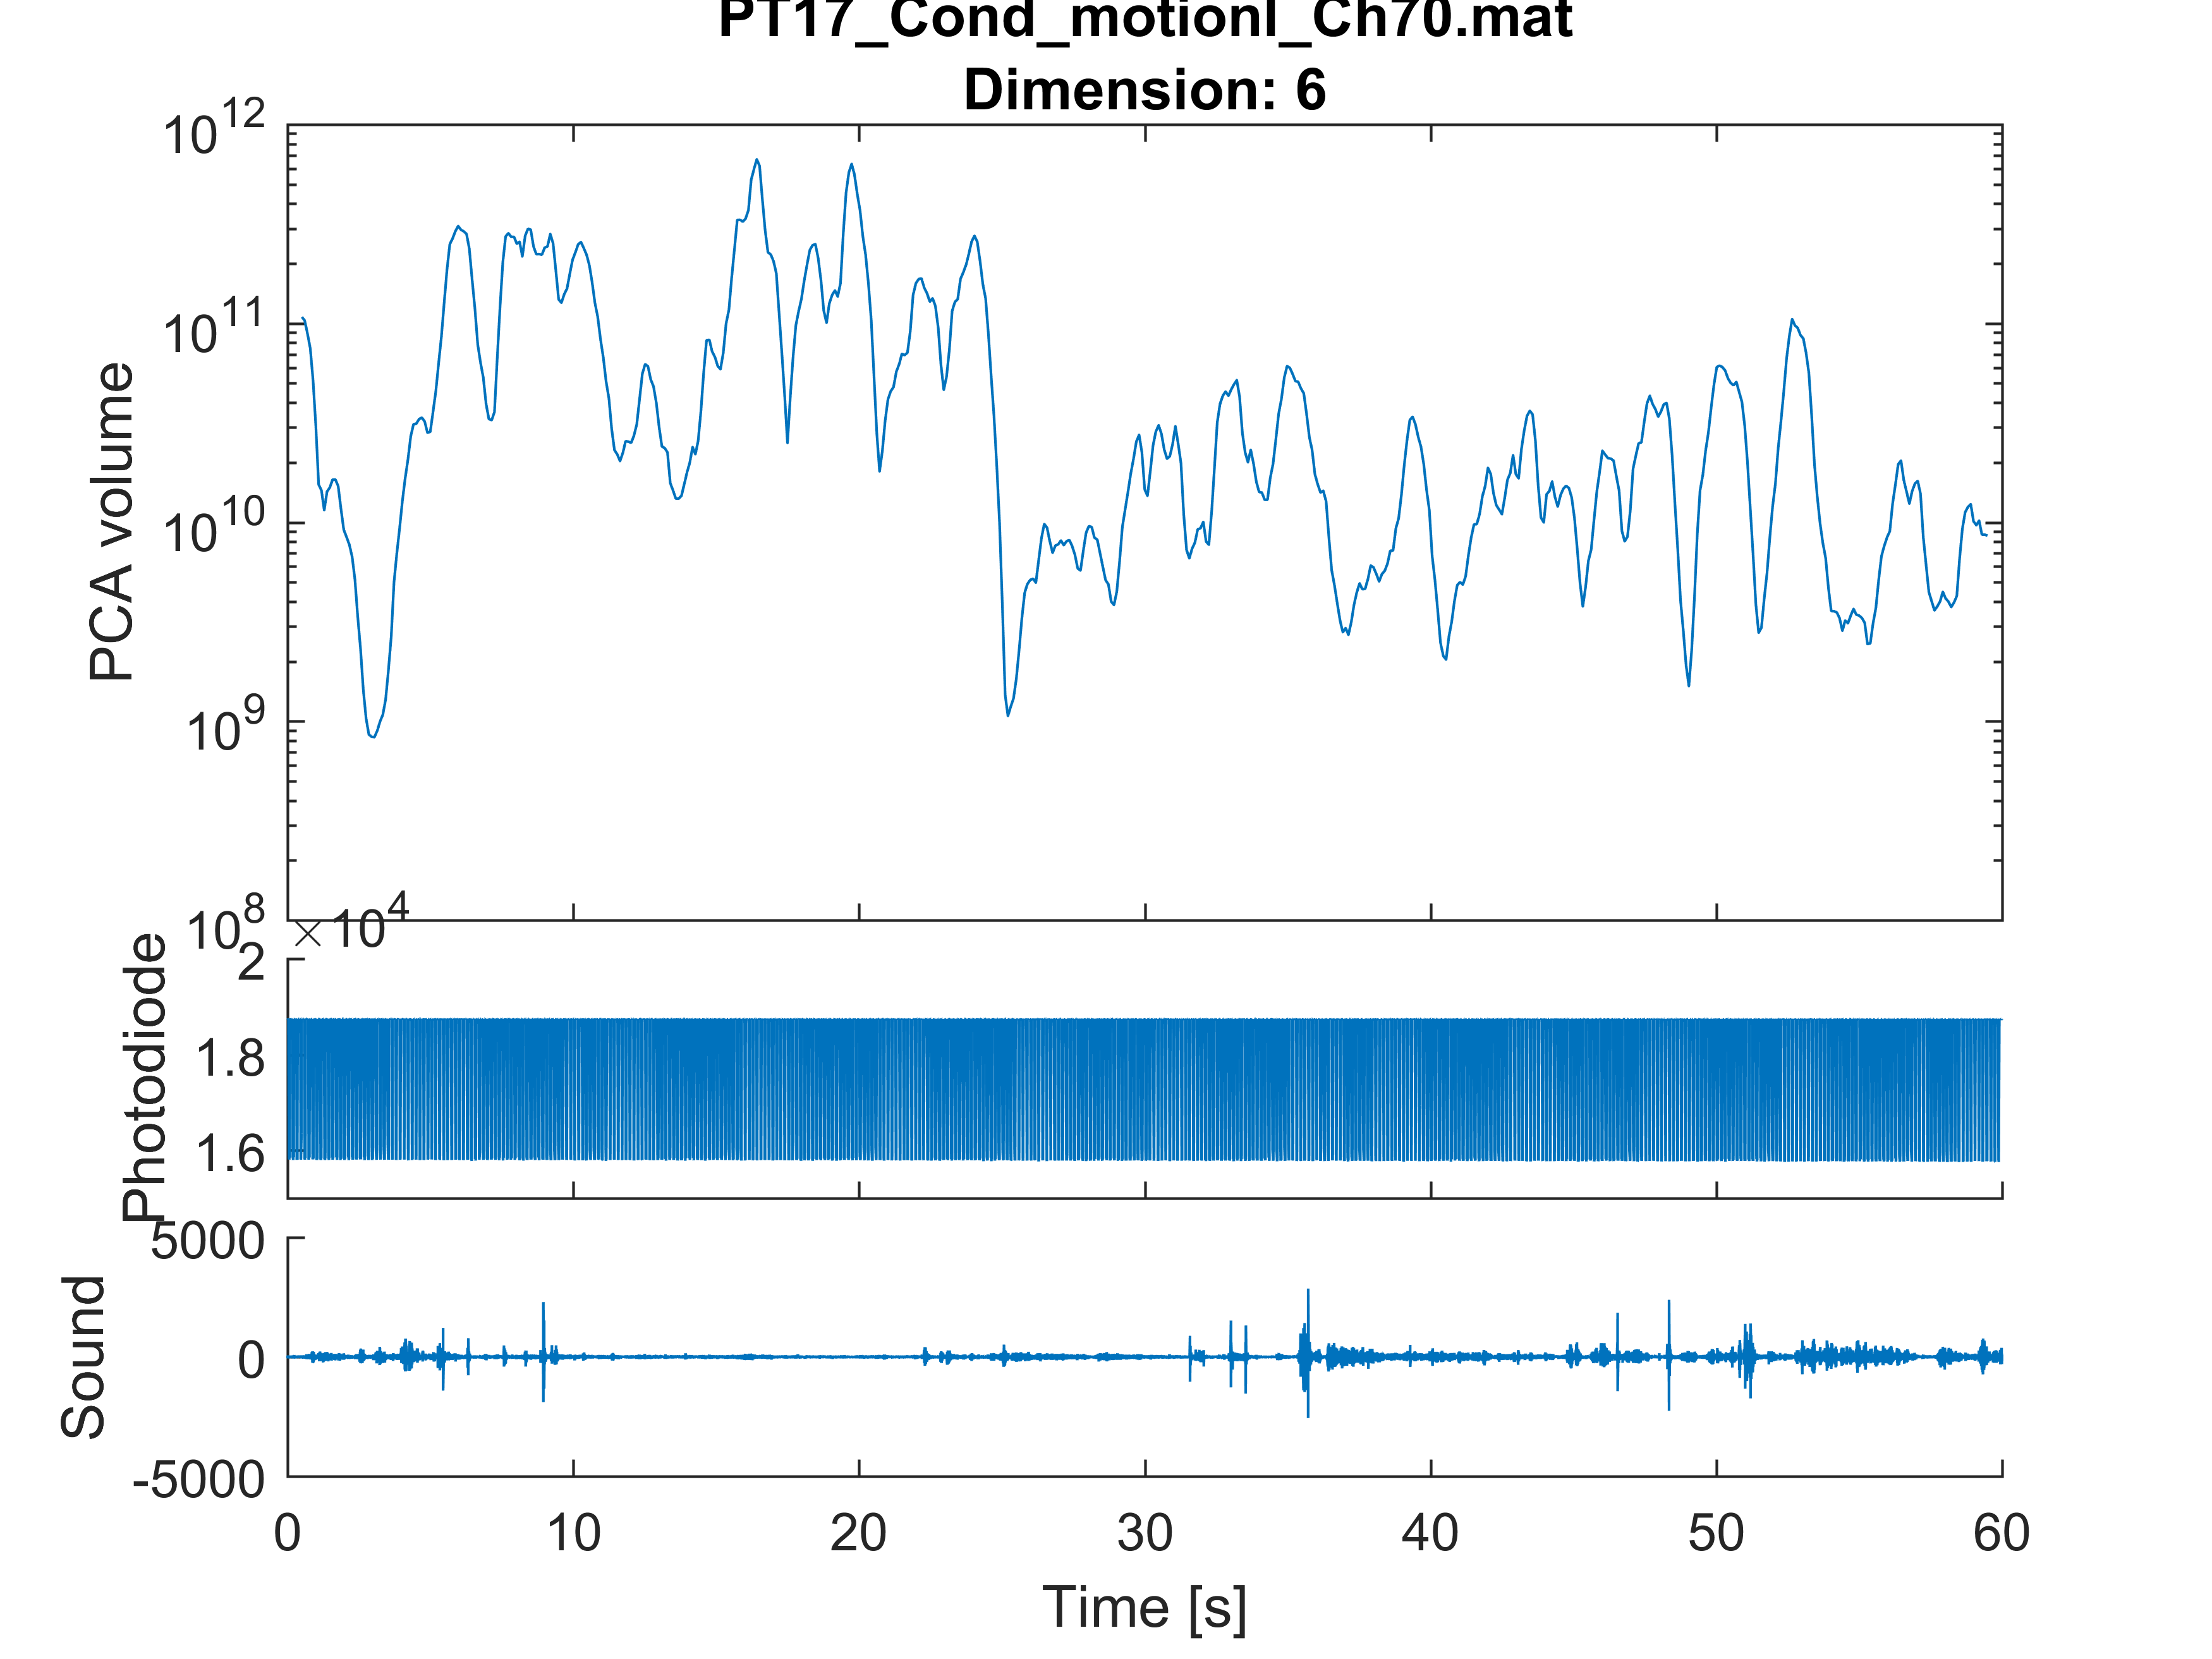 PT17_Cond_motionl_Ch70.mat
Dimension: 6
10^12
10^11
10^10
10^9
10^8
PCA volume
× 10^4
2
1.8
1.6
Photodiode
5000
0
-5000
Sound
0 10 20 30 40 50 60
Time [s]